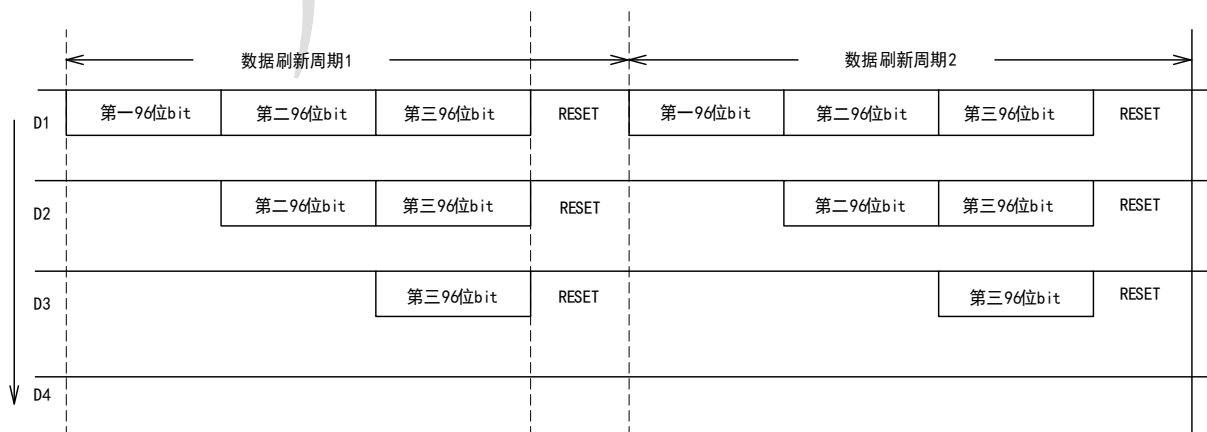 数据刷新周期1 数据刷新周期2
D1 第一96位bit 第二96位bit 第三96位bit RESET 第一96位bit 第二96位bit 第三96位bit RESET
D2 第二96位bit 第三96位bit RESET 第二96位bit 第三96位bit RESET
D3 第三96位bit RESET 第三96位bit RESET
D4